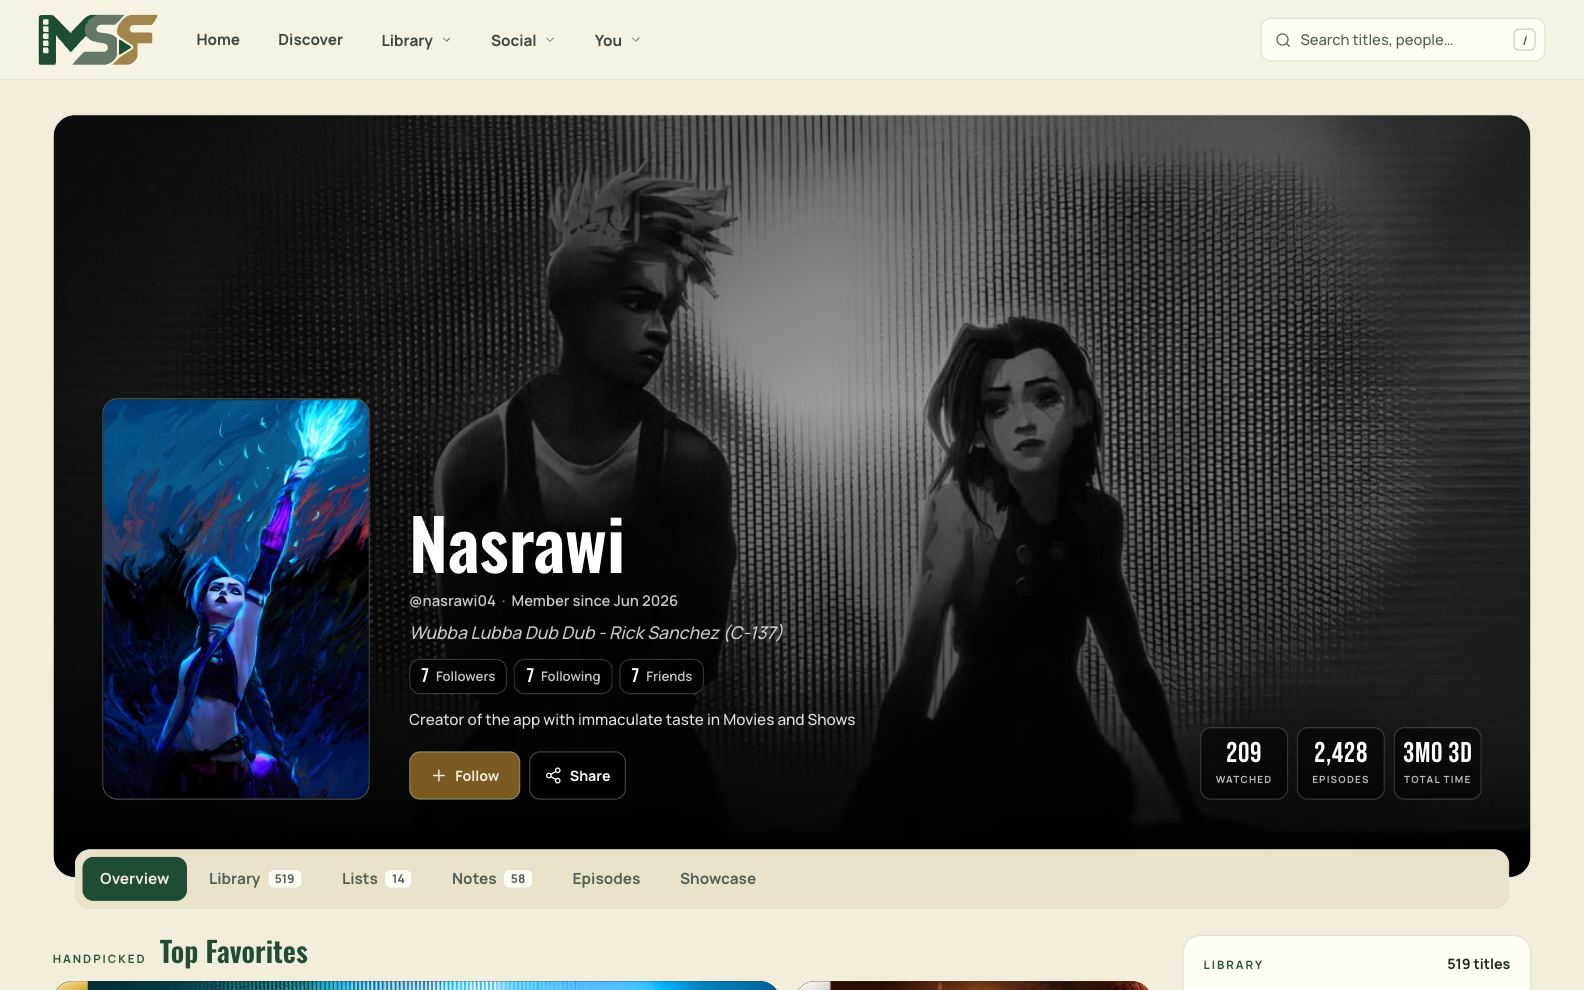 MSF
Home Discover Library Social You Search titles, people... /
Nasrawi
@nasrawi04 · Member since Jun 2026
Wubba Lubba Dub Dub - Rick Sanchez (C-137)
7 Followers 7 Following 7 Friends
Creator of the app with immaculate taste in Movies and Shows
+ Follow Share
209 WATCHED
2,428 EPISODES
3MO 3D TOTAL TIME
Overview Library 519 Lists 14 Notes 58 Episodes Showcase
HANDPICKED Top Favorites
LIBRARY 519 titles